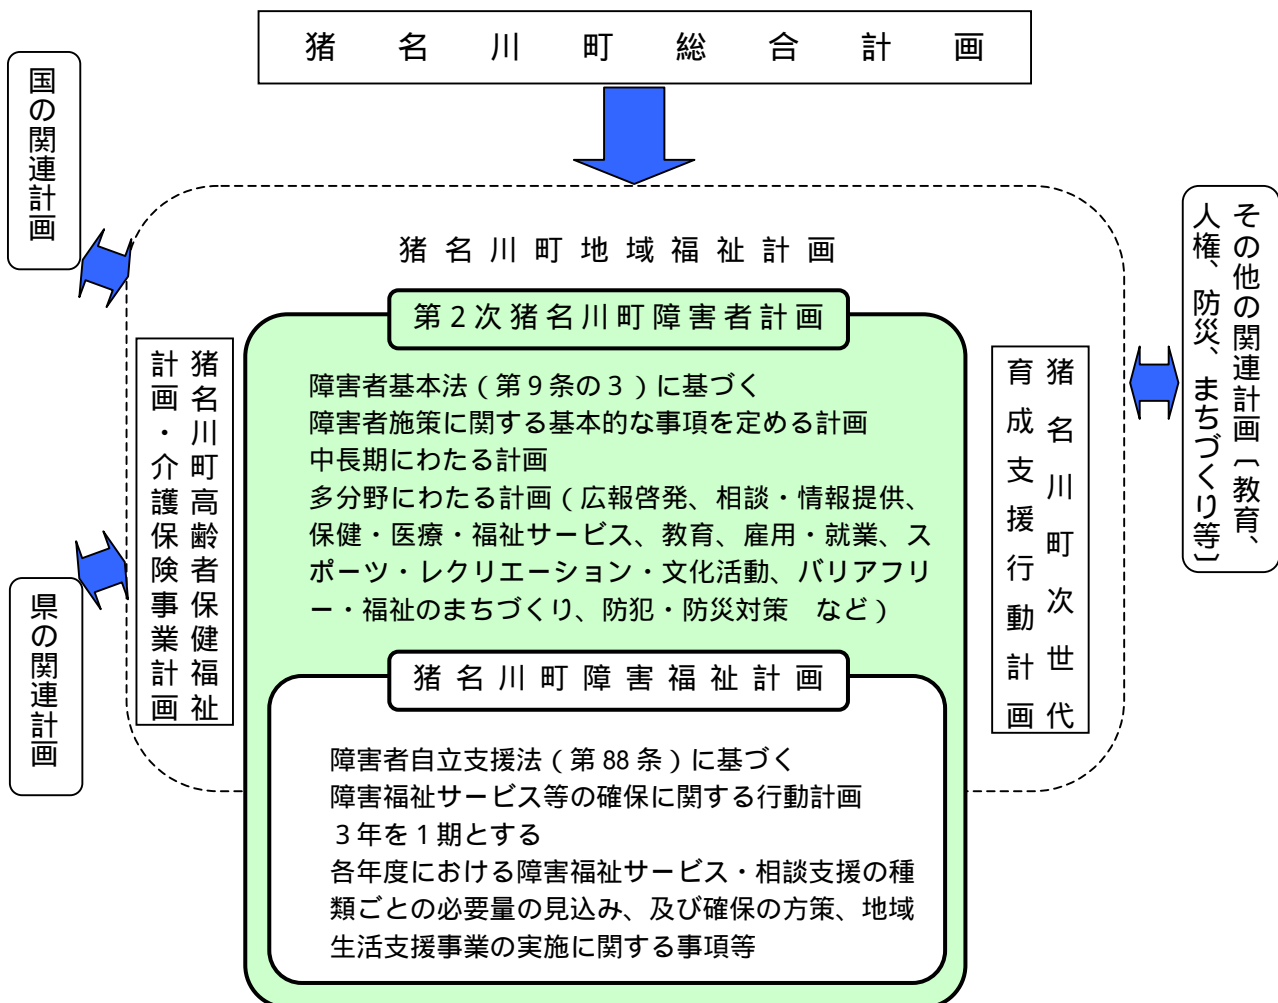 猪名川町総合計画
国の関連計画
猪名川町地域福祉計画
その他の関連計画〔教育、
人権、防災、まちづくり等〕
第2次猪名川町障害者計画
障害者基本法（第9条の3）に基づく
障害者施策に関する基本的な事項を定める計画
中長期にわたる計画
多分野にわたる計画（広報啓発、相談・情報提供、
保健・医療・福祉サービス、教育、雇用・就業、ス
ポーツ・レクリエーション・文化活動、バリアフリ
ー・福祉のまちづくり、防犯・防災対策　など）
猪名川町高齢者保健福祉
計画・介護保険事業計画
猪名川町次世代
育成支援行動計画
県の関連計画
猪名川町障害福祉計画
障害者自立支援法（第88条）に基づく
障害福祉サービス等の確保に関する行動計画
3年を1期とする
各年度における障害福祉サービス・相談支援の種
類ごとの必要量の見込み、及び確保の方策、地域
生活支援事業の実施に関する事項等